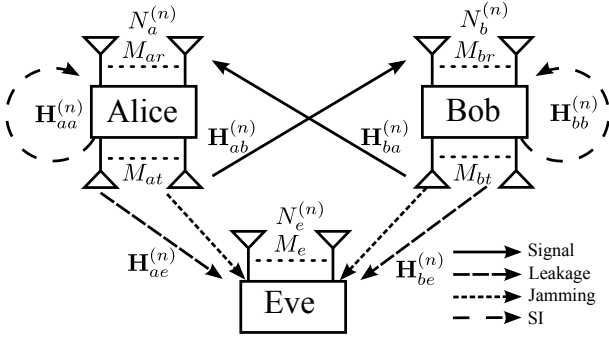 N_a^{(n)}
N_b^{(n)}
M_{ar}
M_{br}
H_{aa}^{(n)}
Alice
H_{ab}^{(n)}
H_{ba}^{(n)}
Bob
H_{bb}^{(n)}
M_{at}
M_{bt}
N_e^{(n)}
M_e
H_{ae}^{(n)}
H_{be}^{(n)}
Eve
Signal
Leakage
Jamming
SI